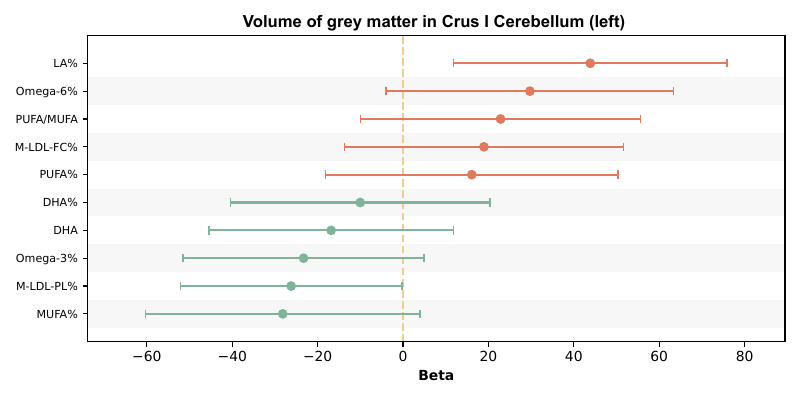 Volume of grey matter in Crus I Cerebellum (left)
LA%
Omega-6%
PUFA/MUFA
M-LDL-FC%
PUFA%
DHA%
DHA
Omega-3%
M-LDL-PL%
MUFA%
−60 −40 −20 0 20 40 60 80
Beta